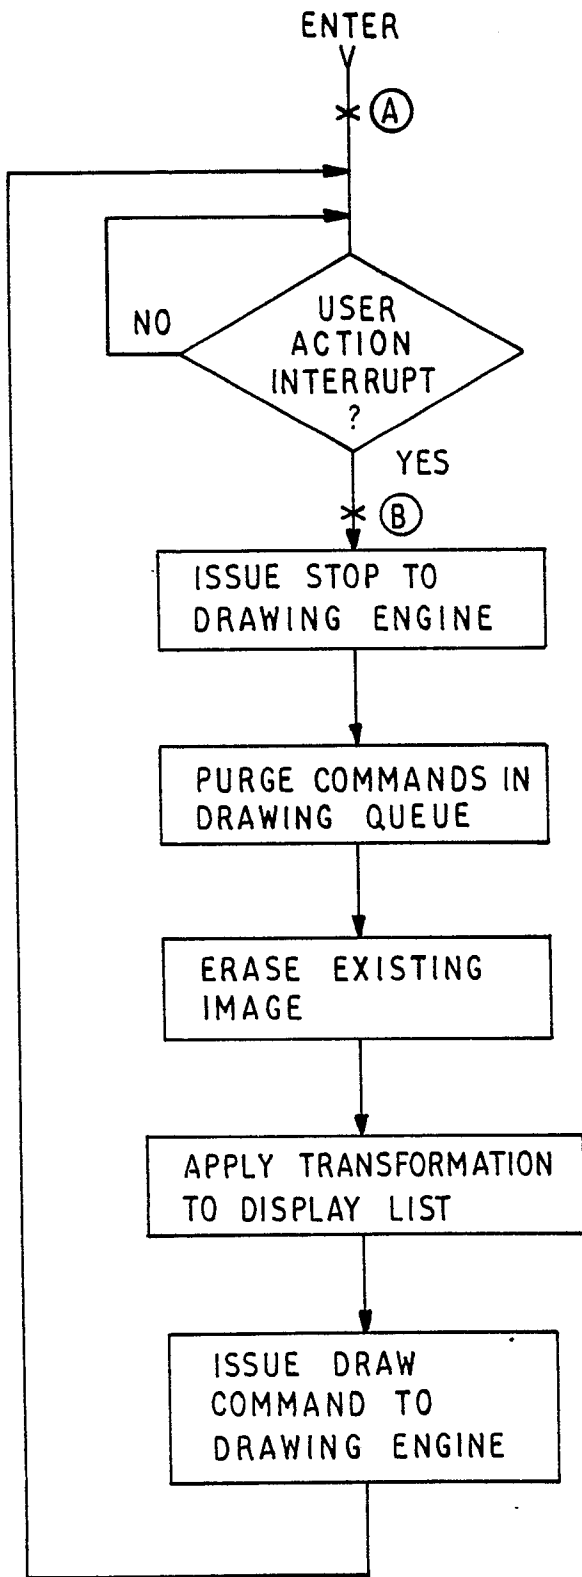 ENTER
A
USER
ACTION
INTERRUPT
?
NO
YES
B
ISSUE STOP TO
DRAWING ENGINE
PURGE COMMANDS IN
DRAWING QUEUE
ERASE EXISTING
IMAGE
APPLY TRANSFORMATION
TO DISPLAY LIST
ISSUE DRAW
COMMAND TO
DRAWING ENGINE